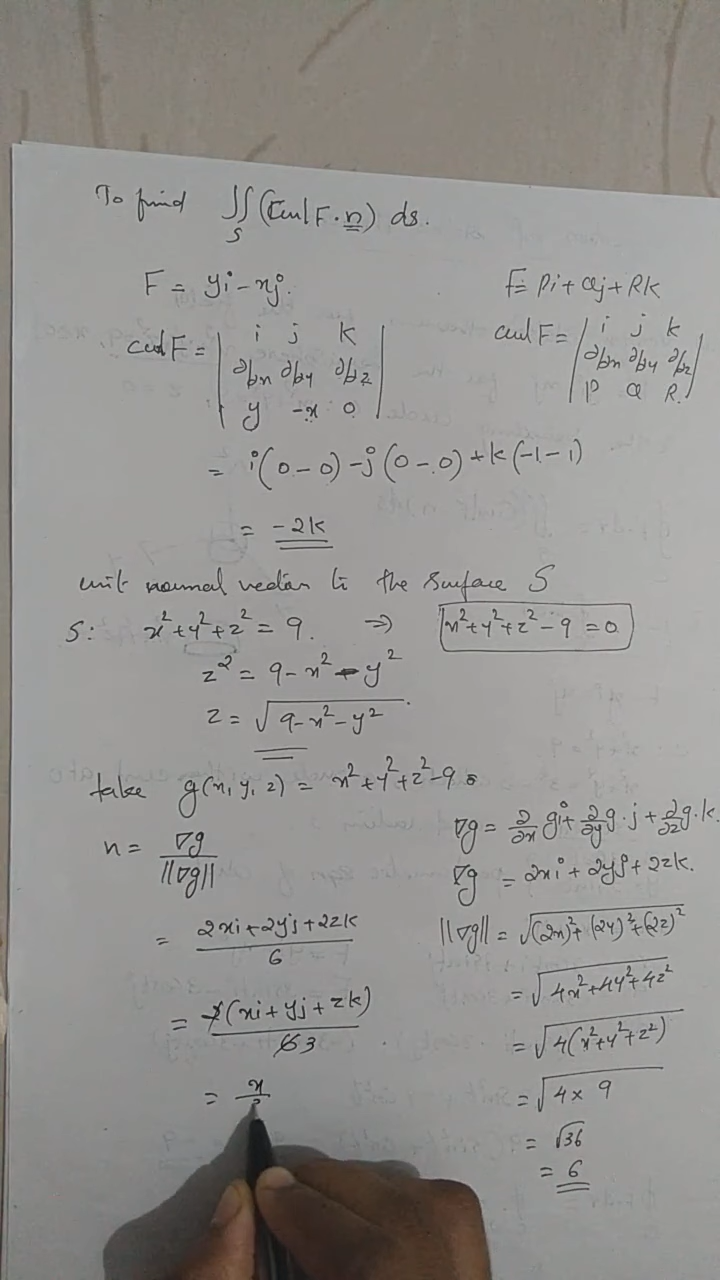 To find ∬_S (Curl F · n) ds.
F = yi – xj.
F = Pi + Qj + Rk
curl F = | i j k |
| ∂/∂x ∂/∂y ∂/∂z |
| y -x 0 |
curl F = | i j k |
| ∂/∂x ∂/∂y ∂/∂z |
| P Q R |
= i(0 – 0) – j(0 – 0) + k(-1 – 1)
= -2k
unit normal vector to the surface S
S: x² + y² + z² = 9. ⇒ x² + y² + z² – 9 = 0
z² = 9 – x² – y²
z = √(9 – x² – y²)
take g(x, y, z) = x² + y² + z² – 9
n = ∇g / ||∇g||
= (2xi + 2yj + 2zk) / 6
= 2(xi + yj + zk) / 6 3
= x
∇g = ∂/∂x g i + ∂/∂y g · j + ∂/∂z g · k.
∇g = 2xi + 2yj + 2zk.
||∇g|| = √((2x)² + (2y)² + (2z)²)
= √(4x² + 4y² + 4z²)
= √(4(x² + y² + z²))
= √(4 × 9)
= √36
= 6